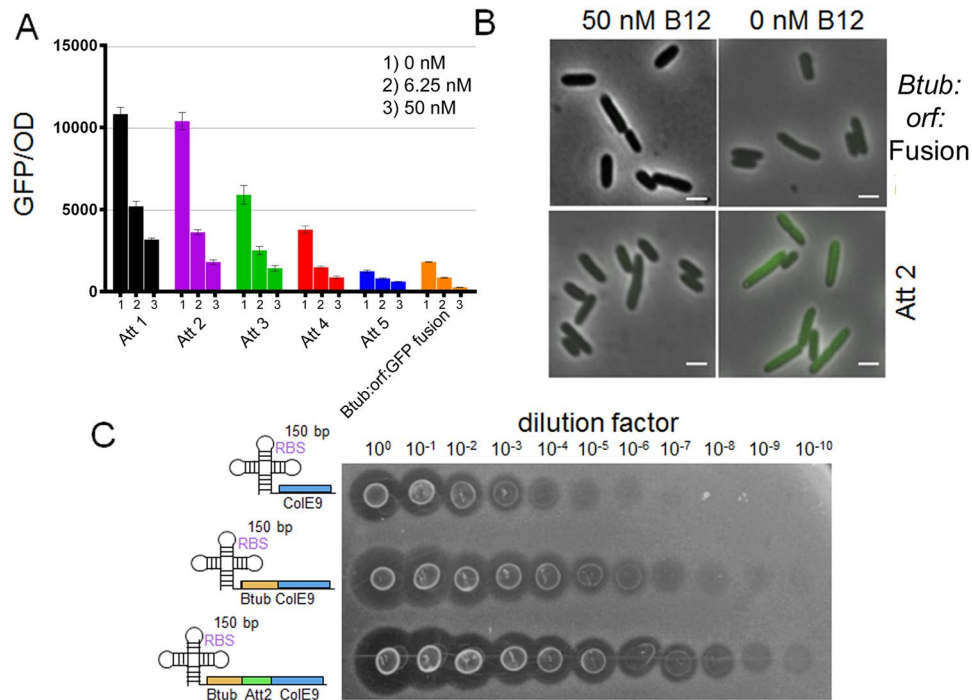 A
GFP/OD
15000
10000
5000
0
1) 0 nM
2) 6.25 nM
3) 50 nM
1 2 3 1 2 3 1 2 3 1 2 3 1 2 3 1 2 3
Att 1
Att 2
Att 3
Att 4
Att 5
Btub:orf:GFP fusion
B
50 nM B12 0 nM B12
Btub:
orf:
Fusion
Att 2
C
dilution factor
10⁰ 10⁻¹ 10⁻² 10⁻³ 10⁻⁴ 10⁻⁵ 10⁻⁶ 10⁻⁷ 10⁻⁸ 10⁻⁹ 10⁻¹⁰
150 bp
RBS
ColE9
150 bp
RBS
Btub ColE9
150 bp
RBS
Btub Att2 ColE9